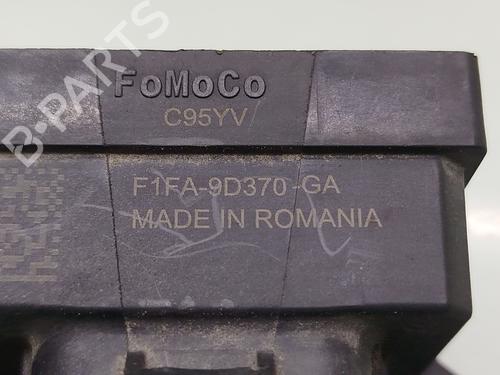 B-PARTS
FoMoCo
C95YV
F1FA-9D370-GA
MADE IN ROMANIA